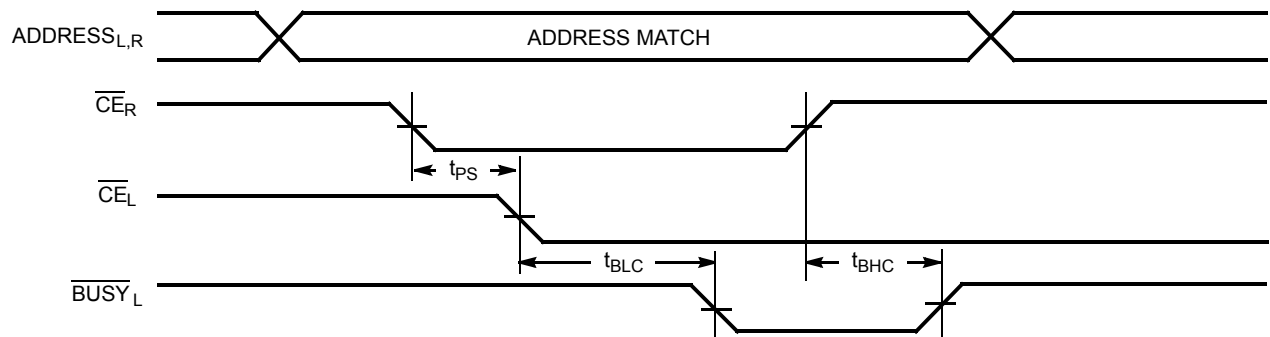 ADDRESS_L,R
ADDRESS MATCH
CE_R
t_PS
CE_L
t_BLC
t_BHC
BUSY_L